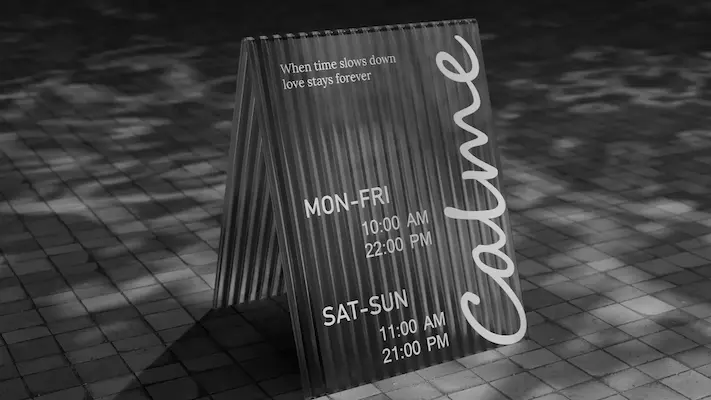 When time slows down
love stays forever
MON-FRI
10:00 AM
22:00 PM
SAT-SUN
11:00 AM
21:00 PM
Calme